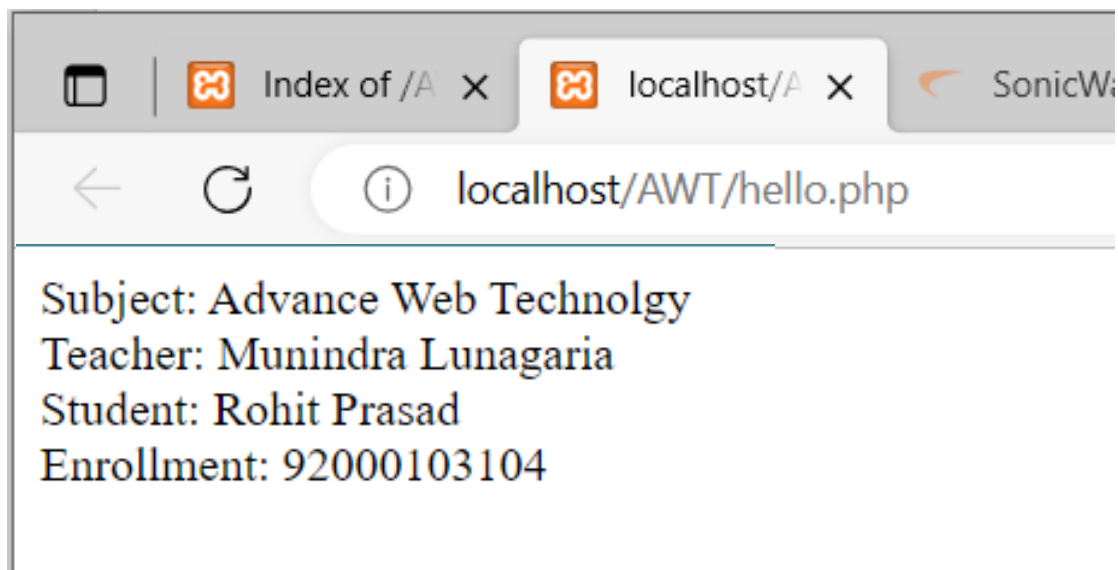 Index of /A
localhost/A
SonicWa
localhost/AWT/hello.php
Subject: Advance Web Technolgy
Teacher: Munindra Lunagaria
Student: Rohit Prasad
Enrollment: 92000103104